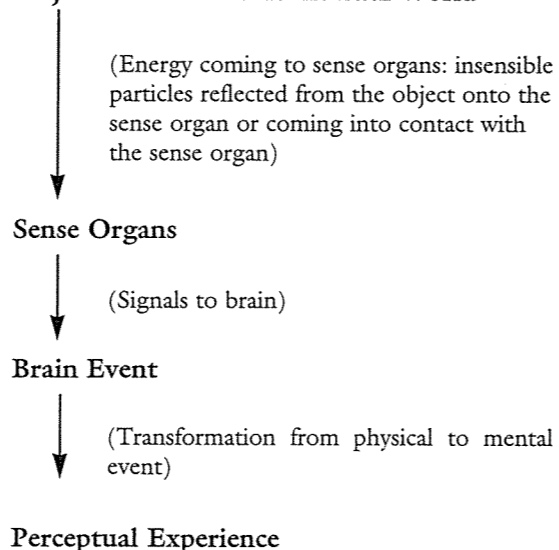 (Energy coming to sense organs: insensible
particles reflected from the object onto the
sense organ or coming into contact with
the sense organ)
Sense Organs
(Signals to brain)
Brain Event
(Transformation from physical to mental
event)
Perceptual Experience